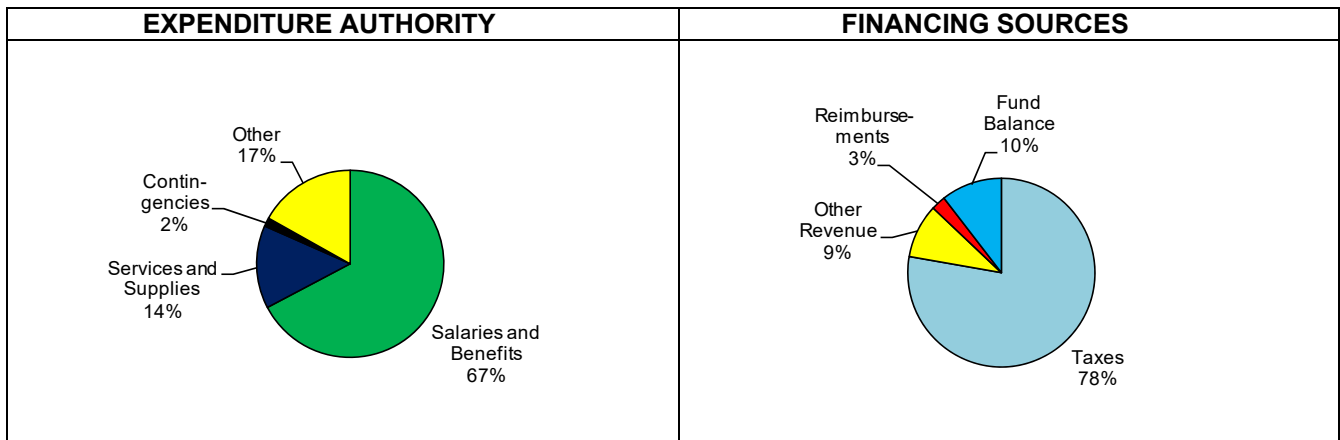 EXPENDITURE AUTHORITY
Other
17%
Contin-
gencies
2%
Services and
Supplies
14%
Salaries and
Benefits
67%
FINANCING SOURCES
Fund
Balance
10%
Reimburse-
ments
3%
Other
Revenue
9%
Taxes
78%